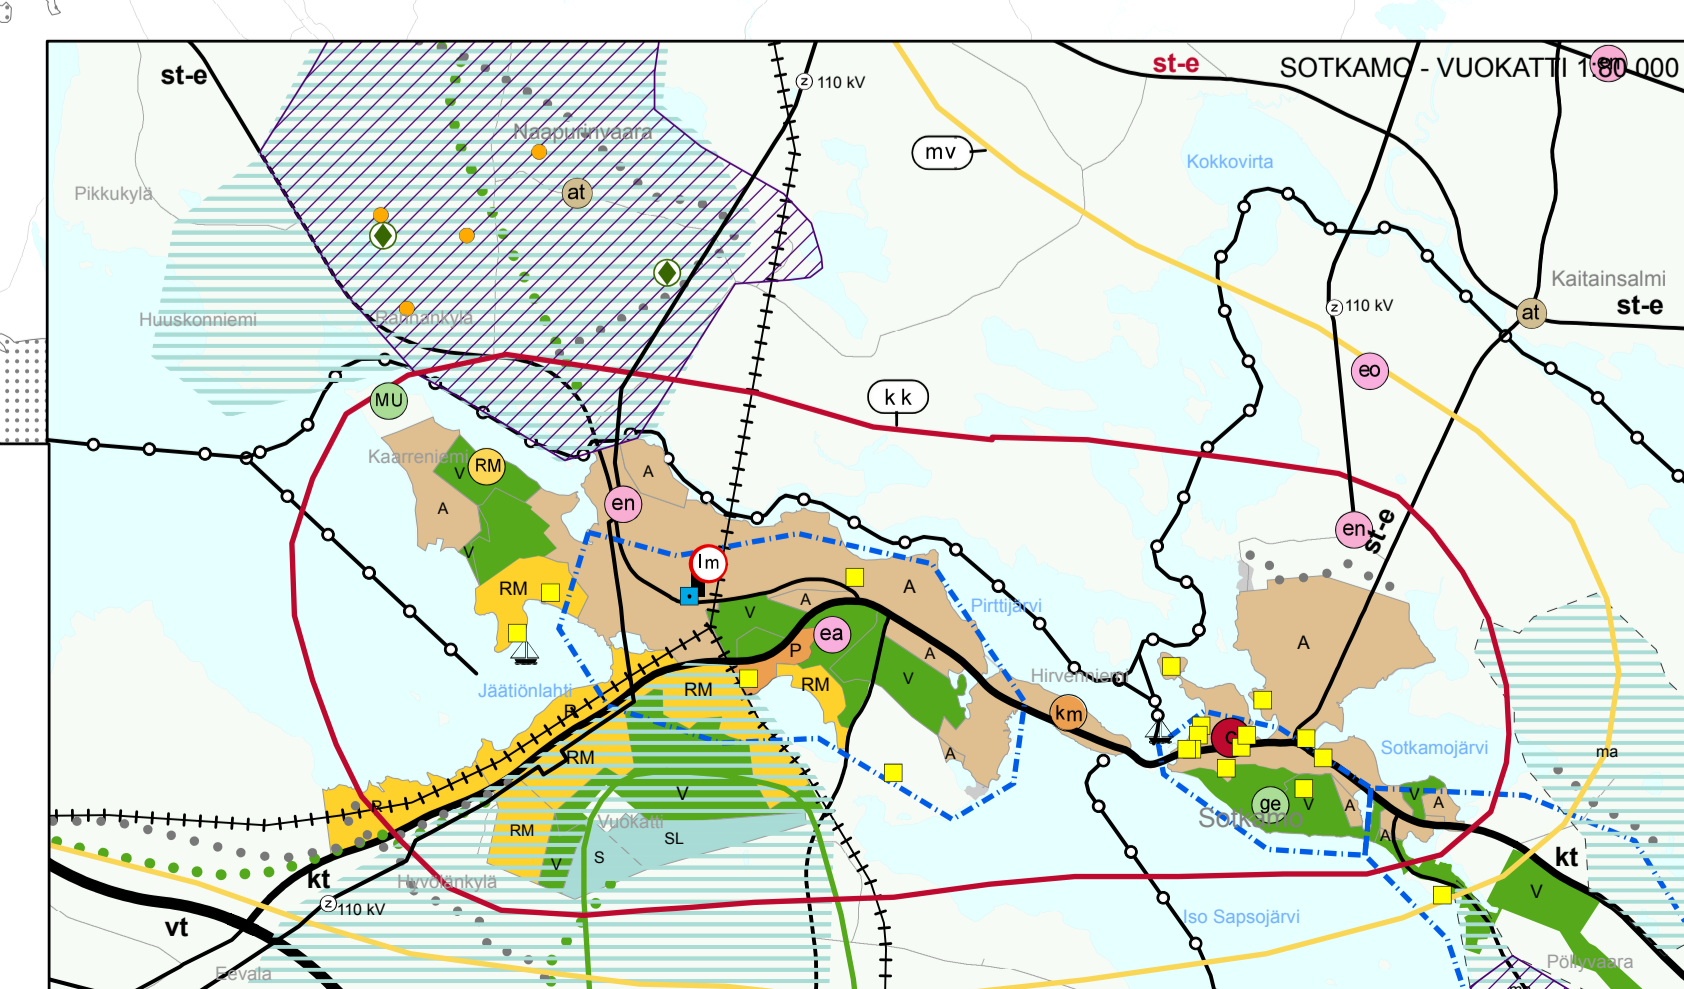 st-e
SOTKAMO - VUOKATTI 1:80 000
en
st-e
110 kV
z
Naapurinvaara
mv
Kokkovirta
Pikkukylä
at
Kaitainsalmi
st-e
z
110 kV
at
Huuskonniemi
Rannankylä
eo
MU
k k
Kaarreniemi
V
RM
A
A
en
en
st-e
V
lm
RM
A
V
A
Pirttijärvi
ea
P
A
A
RM
RM
V
Hirvenniemi
Jäätiönlahti
R
km
c
Sotkamojärvi
ma
A
RM
V
R
ge
V
A
V
A
Sotkamo
RM
Vuokatti
SL
S
V
A
kt
kt
Hyvölänkylä
V
z
110 kV
vt
Iso Sapsojärvi
Eevala
Pöllyvaara